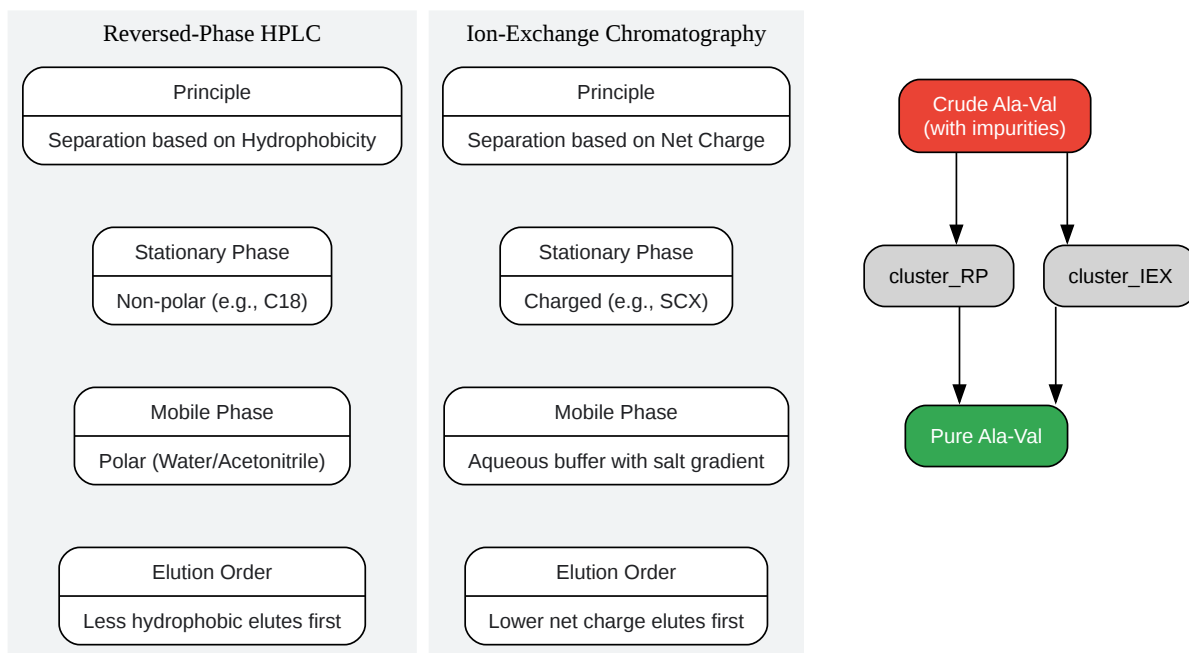 Reversed-Phase HPLC
Principle
Separation based on Hydrophobicity
Stationary Phase
Non-polar (e.g., C18)
Mobile Phase
Polar (Water/Acetonitrile)
Elution Order
Less hydrophobic elutes first
Ion-Exchange Chromatography
Principle
Separation based on Net Charge
Stationary Phase
Charged (e.g., SCX)
Mobile Phase
Aqueous buffer with salt gradient
Elution Order
Lower net charge elutes first
Crude Ala-Val
(with impurities)
cluster_RP
cluster_IEX
Pure Ala-Val